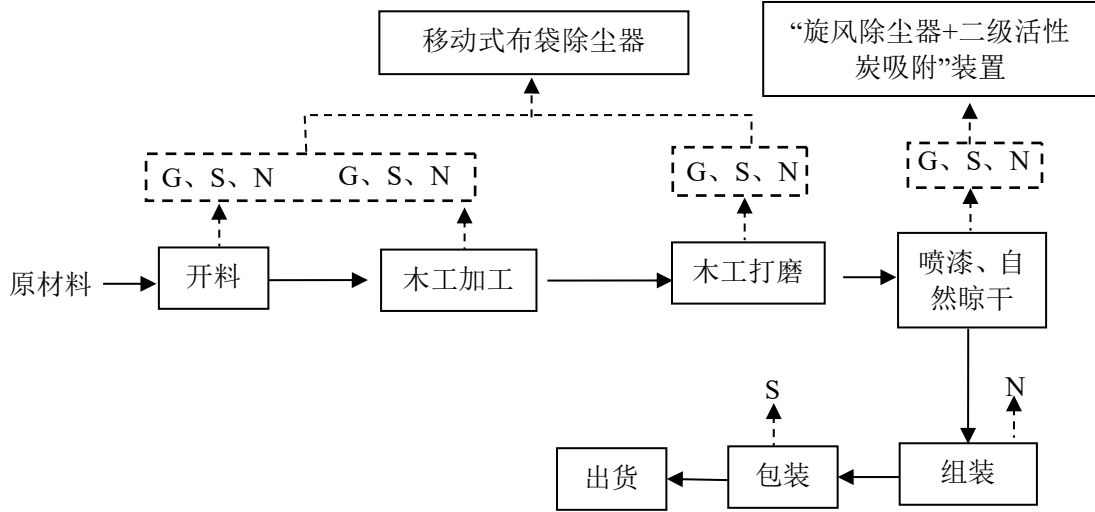 移动式布袋除尘器
“旋风除尘器+二级活性
炭吸附”装置
G、S、N
G、S、N
G、S、N
G、S、N
原材料
开料
木工加工
木工打磨
喷漆、自
然晾干
S
N
出货
包装
组装